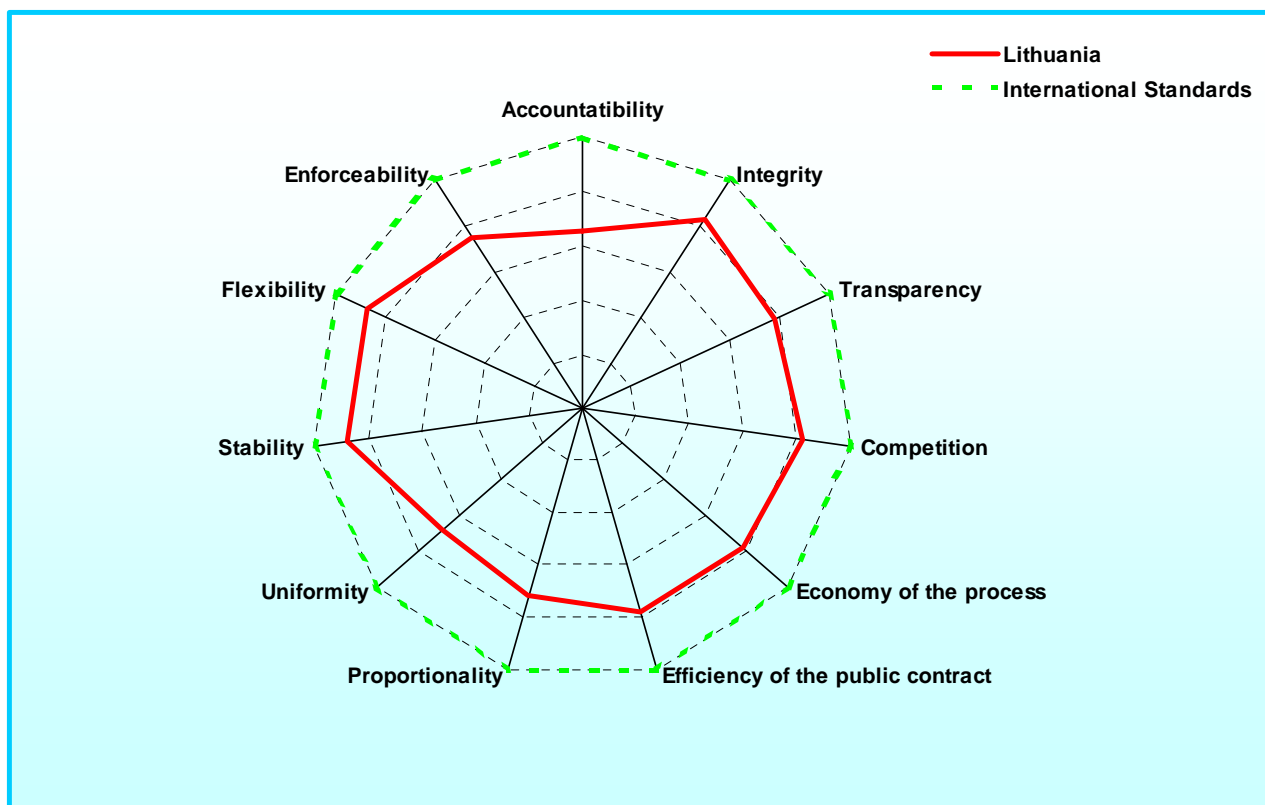 Lithuania
International Standards
Accountatibility
Enforceability
Integrity
Flexibility
Transparency
Stability
Competition
Uniformity
Economy of the process
Proportionality
Efficiency of the public contract